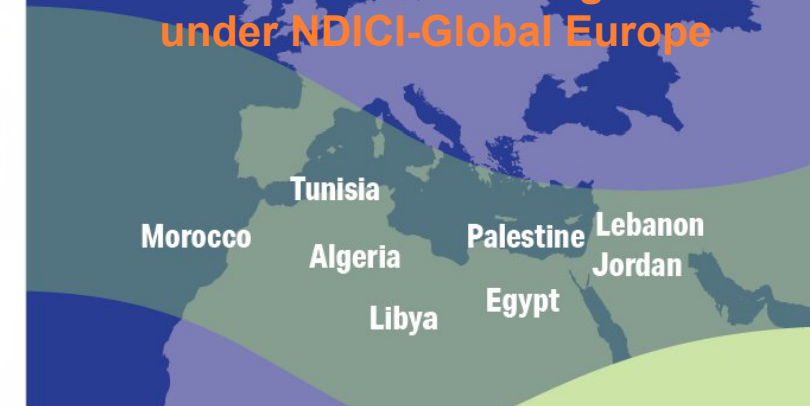 under NDICI-Global Europe
Tunisia
Morocco
Palestine
Lebanon
Algeria
Jordan
Egypt
Libya